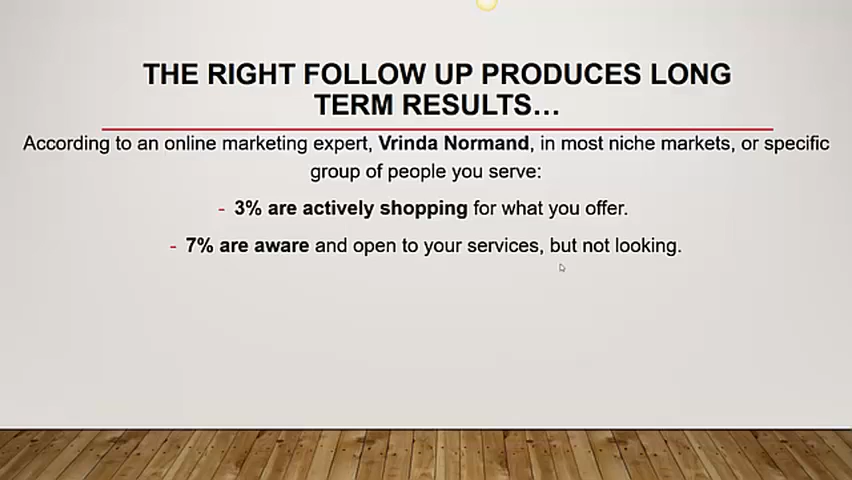 THE RIGHT FOLLOW UP PRODUCES LONG
TERM RESULTS…
According to an online marketing expert, Vrinda Normand, in most niche markets, or specific
group of people you serve:
- 3% are actively shopping for what you offer.
- 7% are aware and open to your services, but not looking.